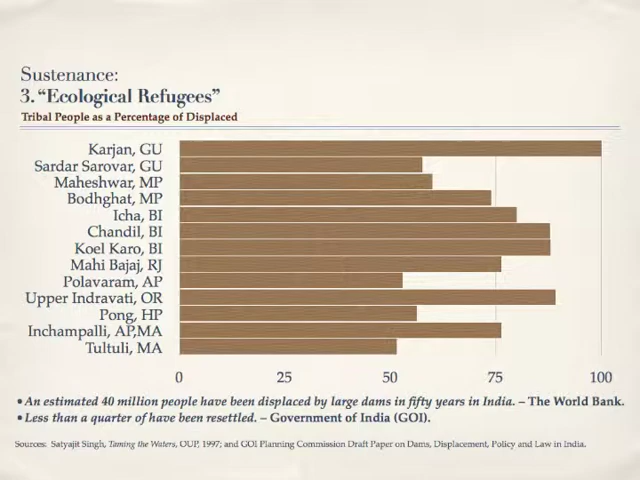 Sustenance:
3. “Ecological Refugees”
Tribal People as a Percentage of Displaced
Karjan, GU
Sardar Sarovar, GU
Maheshwar, MP
Bodhghat, MP
Icha, BI
Chandil, BI
Koel Karo, BI
Mahi Bajaj, RJ
Polavaram, AP
Upper Indravati, OR
Pong, HP
Inchampalli, AP,MA
Tultuli, MA
0 25 50 75 100
•An estimated 40 million people have been displaced by large dams in fifty years in India. – The World Bank.
•Less than a quarter of have been resettled. – Government of India (GOI).
Sources: Satyajit Singh, Taming the Waters, OUP, 1997; and GOI Planning Commission Draft Paper on Dams, Displacement, Policy and Law in India.